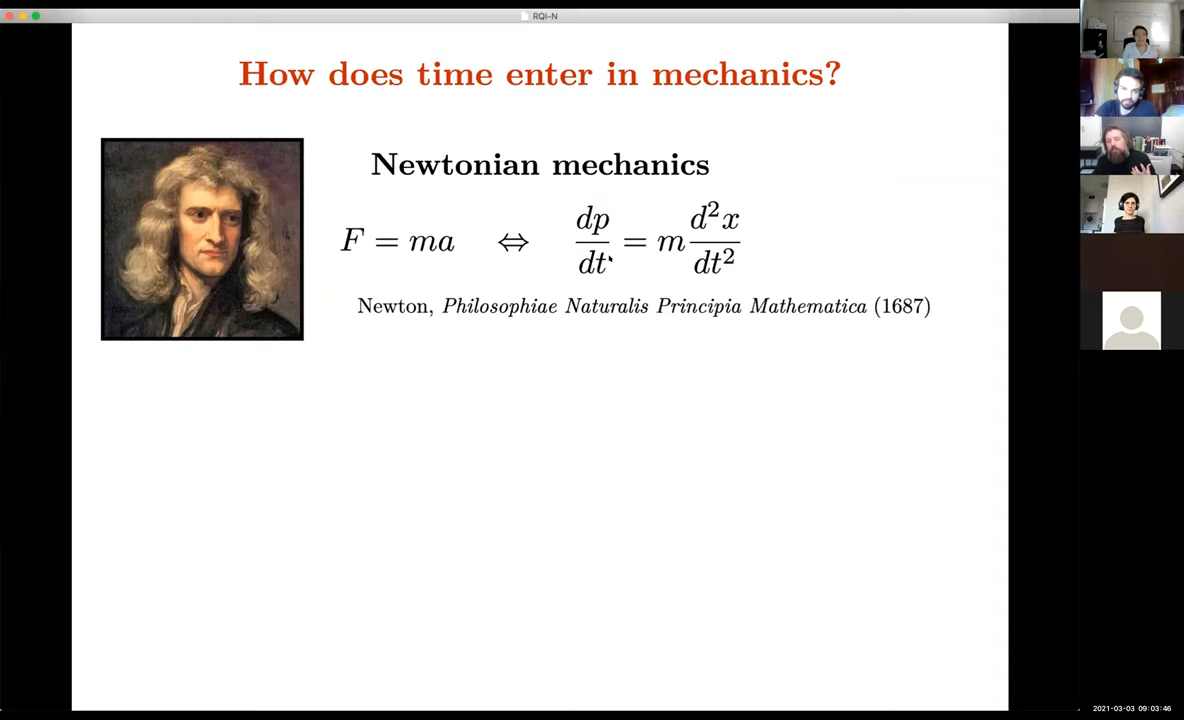 RQI-N
How does time enter in mechanics?
Newtonian mechanics
F = ma ⇔ dp/dt = m d²x/dt²
Newton, Philosophiae Naturalis Principia Mathematica (1687)
2021-03-03 09:03:46